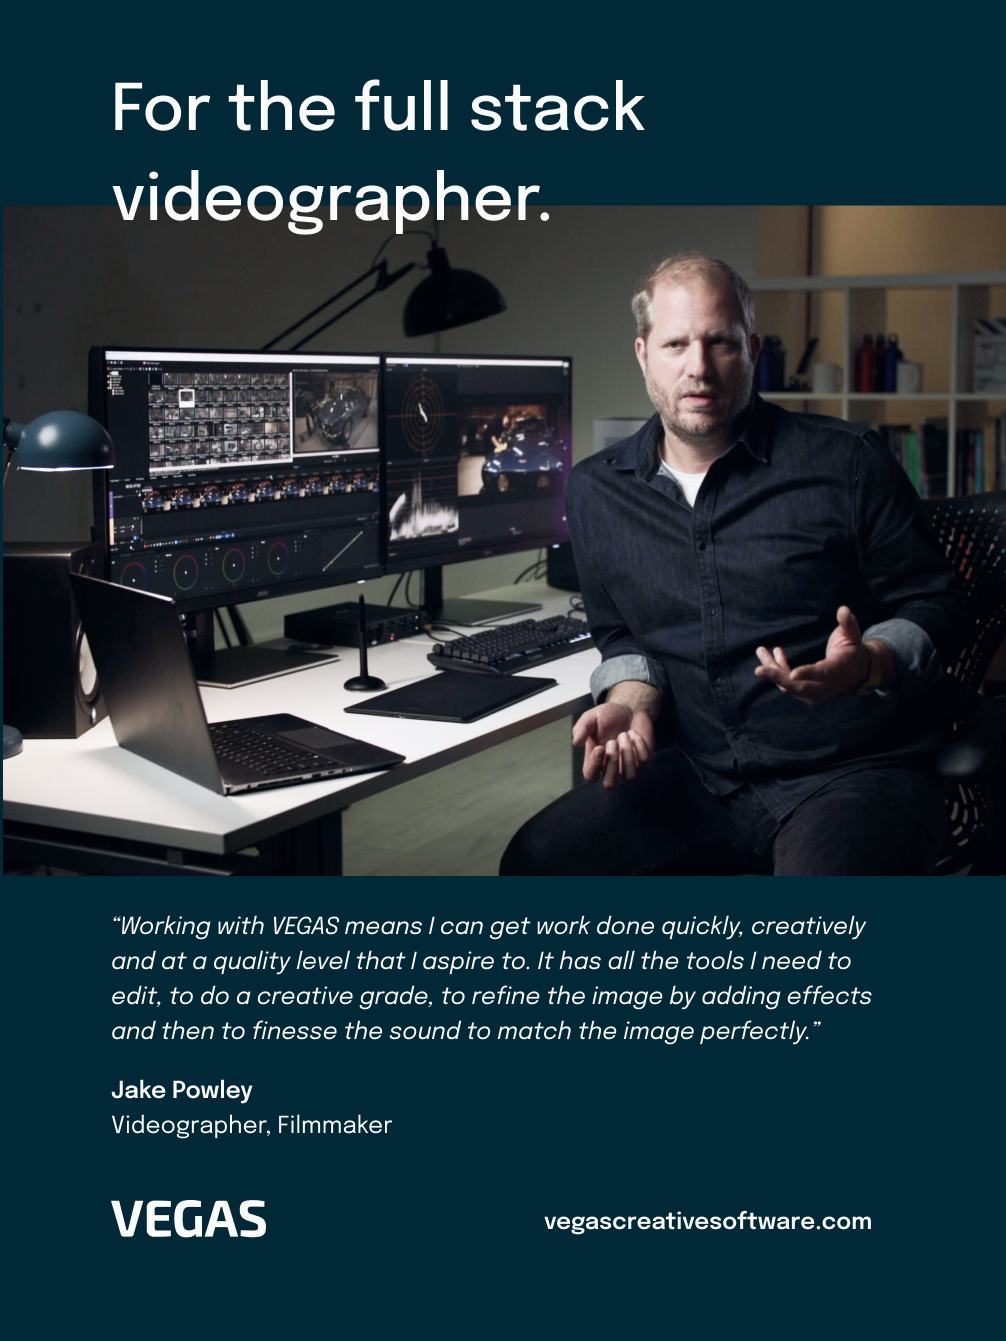 For the full stack
videographer.
“Working with VEGAS means I can get work done quickly, creatively
and at a quality level that I aspire to. It has all the tools I need to
edit, to do a creative grade, to refine the image by adding effects
and then to finesse the sound to match the image perfectly.”
Jake Powley
Videographer, Filmmaker
VEGAS
vegascreativesoftware.com